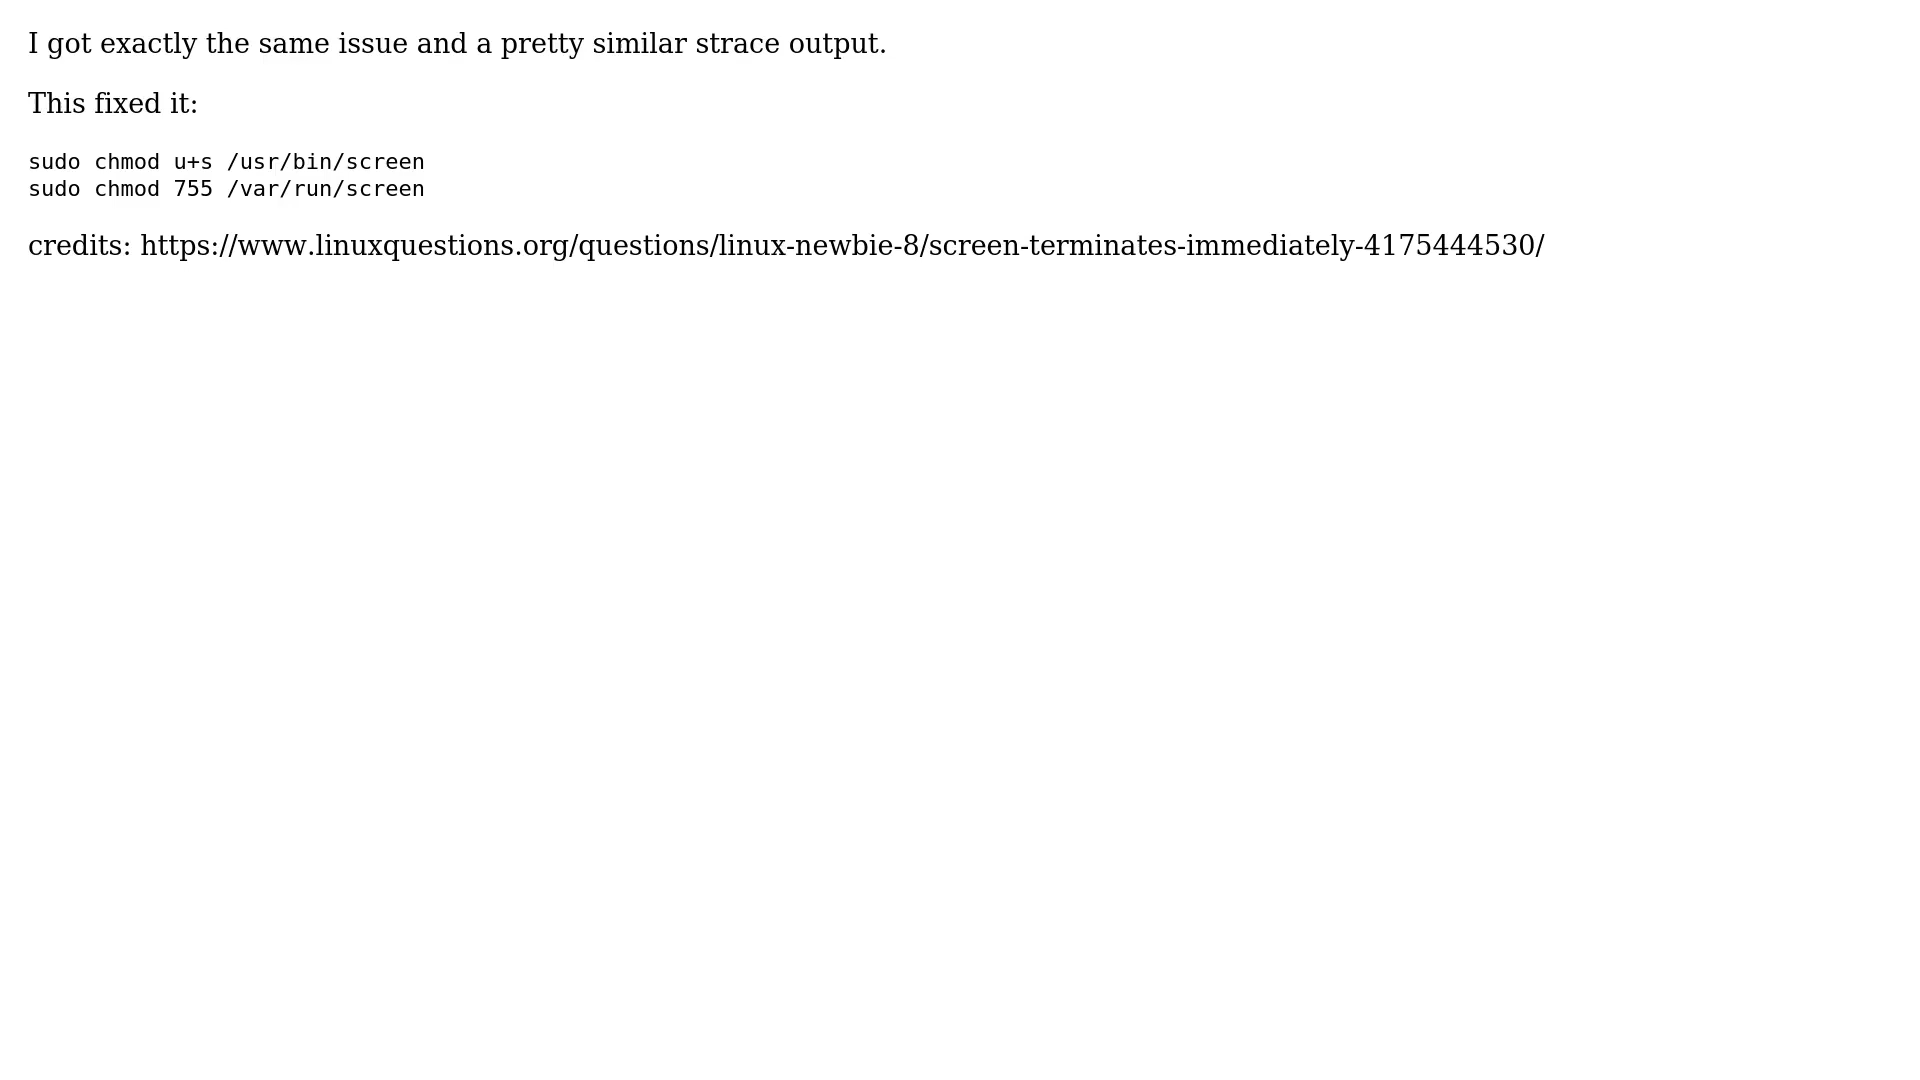 I got exactly the same issue and a pretty similar strace output.
This fixed it:
sudo chmod u+s /usr/bin/screen
sudo chmod 755 /var/run/screen
credits: https://www.linuxquestions.org/questions/linux-newbie-8/screen-terminates-immediately-4175444530/